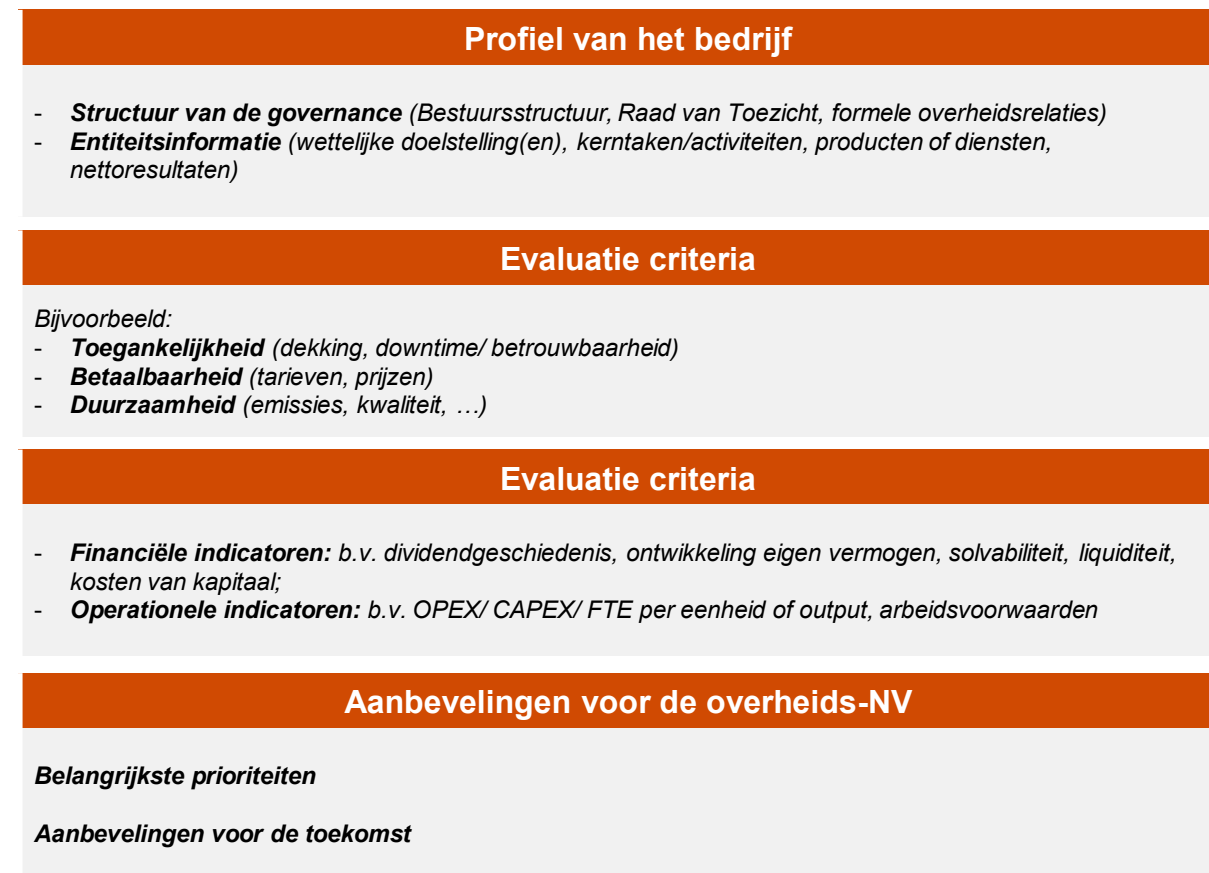 Profiel van het bedrijf
- Structuur van de governance (Bestuursstructuur, Raad van Toezicht, formele overheidsrelaties)
- Entiteitsinformatie (wettelijke doelstelling(en), kerntaken/activiteiten, producten of diensten,
nettoresultaten)
Evaluatie criteria
Bijvoorbeeld:
- Toegankelijkheid (dekking, downtime/ betrouwbaarheid)
- Betaalbaarheid (tarieven, prijzen)
- Duurzaamheid (emissies, kwaliteit, …)
Evaluatie criteria
- Financiële indicatoren: b.v. dividendgeschiedenis, ontwikkeling eigen vermogen, solvabiliteit, liquiditeit,
kosten van kapitaal;
- Operationele indicatoren: b.v. OPEX/ CAPEX/ FTE per eenheid of output, arbeidsvoorwaarden
Aanbevelingen voor de overheids-NV
Belangrijkste prioriteiten
Aanbevelingen voor de toekomst